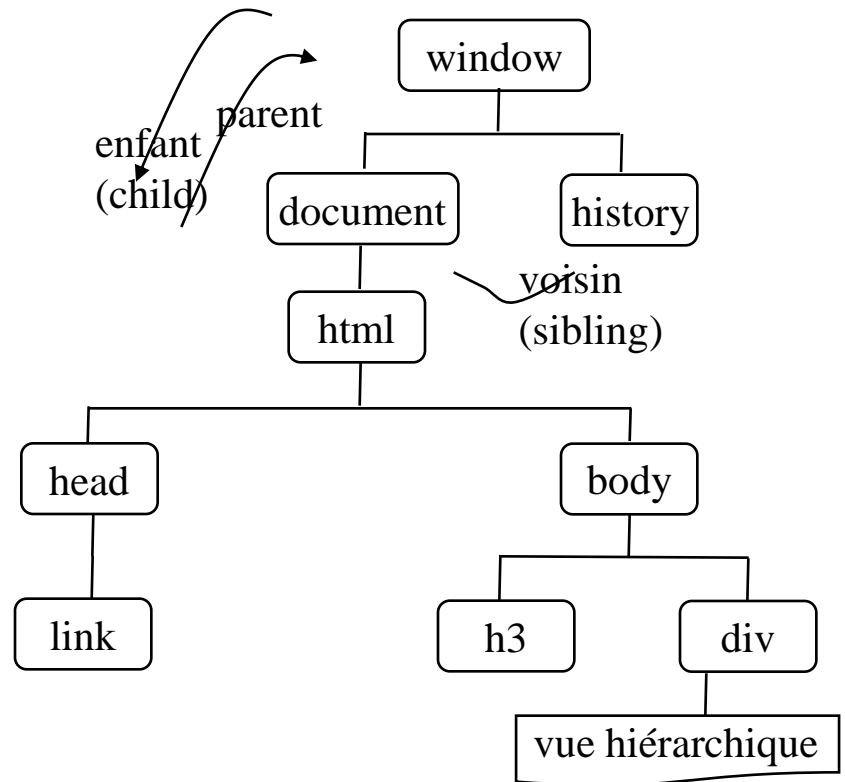 window
parent
enfant
(child)
document
history
voisin
(sibling)
html
head
body
link
h3
div
vue hiérarchique